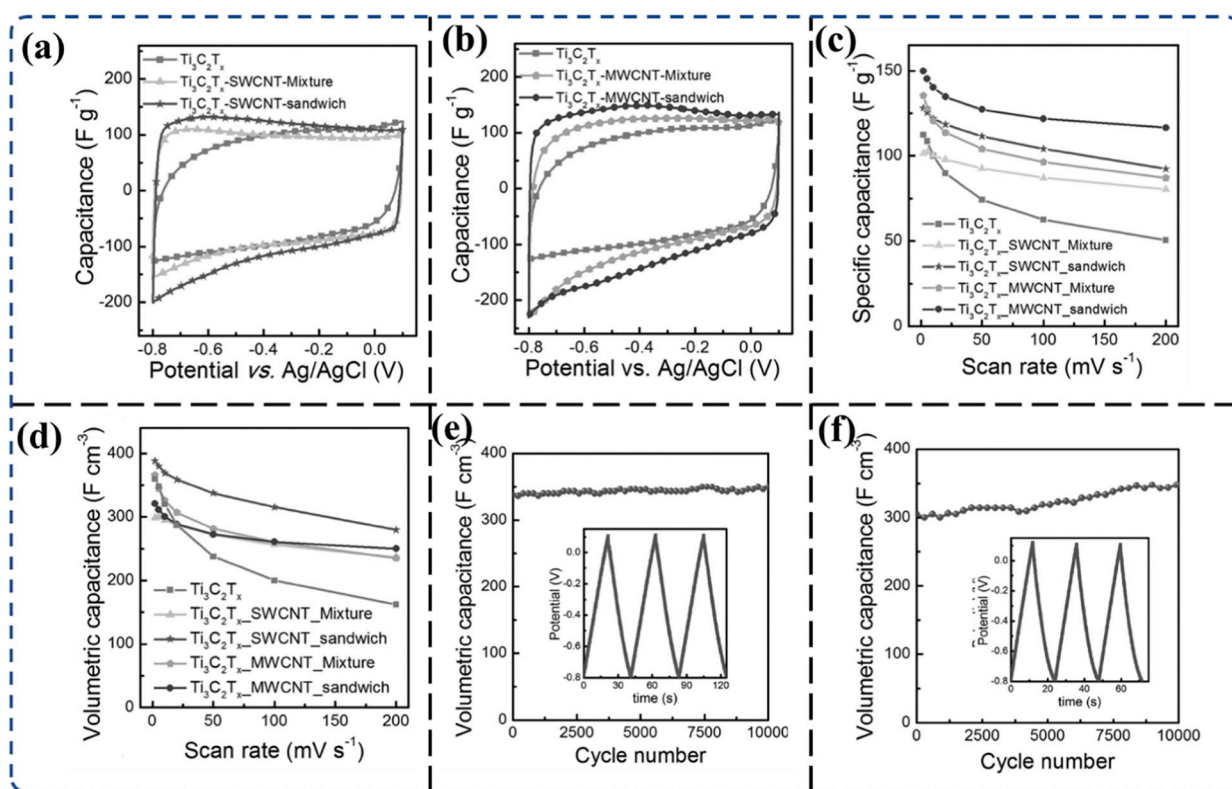 (a)
Ti₃C₂Tₓ
Ti₃C₂Tₓ-SWCNT-Mixture
Ti₃C₂Tₓ-SWCNT-sandwich
Capacitance (F g⁻¹)
200
100
0
-100
-200
-0.8 -0.6 -0.4 -0.2 0.0
Potential vs. Ag/AgCl (V)
(b)
Ti₃C₂Tₓ
Ti₃C₂Tₓ-MWCNT-Mixture
Ti₃C₂Tₓ-MWCNT-sandwich
Capacitance (F g⁻¹)
200
100
0
-100
-200
-0.8 -0.6 -0.4 -0.2 0.0
Potential vs. Ag/AgCl (V)
(c)
Specific capacitance (F g⁻¹)
150
100
50
0
Ti₃C₂Tₓ
Ti₃C₂Tₓ_SWCNT_Mixture
Ti₃C₂Tₓ_SWCNT_sandwich
Ti₃C₂Tₓ_MWCNT_Mixture
Ti₃C₂Tₓ_MWCNT_sandwich
0 50 100 150 200
Scan rate (mV s⁻¹)
(d)
Volumetric capacitance (F cm⁻³)
400
300
200
100
0
Ti₃C₂Tₓ
Ti₃C₂Tₓ_SWCNT_Mixture
Ti₃C₂Tₓ_SWCNT_sandwich
Ti₃C₂Tₓ_MWCNT_Mixture
Ti₃C₂Tₓ_MWCNT_sandwich
0 50 100 150 200
Scan rate (mV s⁻¹)
(e)
Volumetric capacitance (F cm⁻³)
400
300
200
100
0
Potential (V)
0.0
-0.2
-0.4
-0.6
-0.8
0 30 60 90 120
time (s)
0 2500 5000 7500 10000
Cycle number
(f)
Volumetric capacitance (F cm⁻³)
400
300
200
100
0
Potential (V)
0.0
-0.2
-0.4
-0.6
-0.8
0 20 40 60
time (s)
0 2500 5000 7500 10000
Cycle number